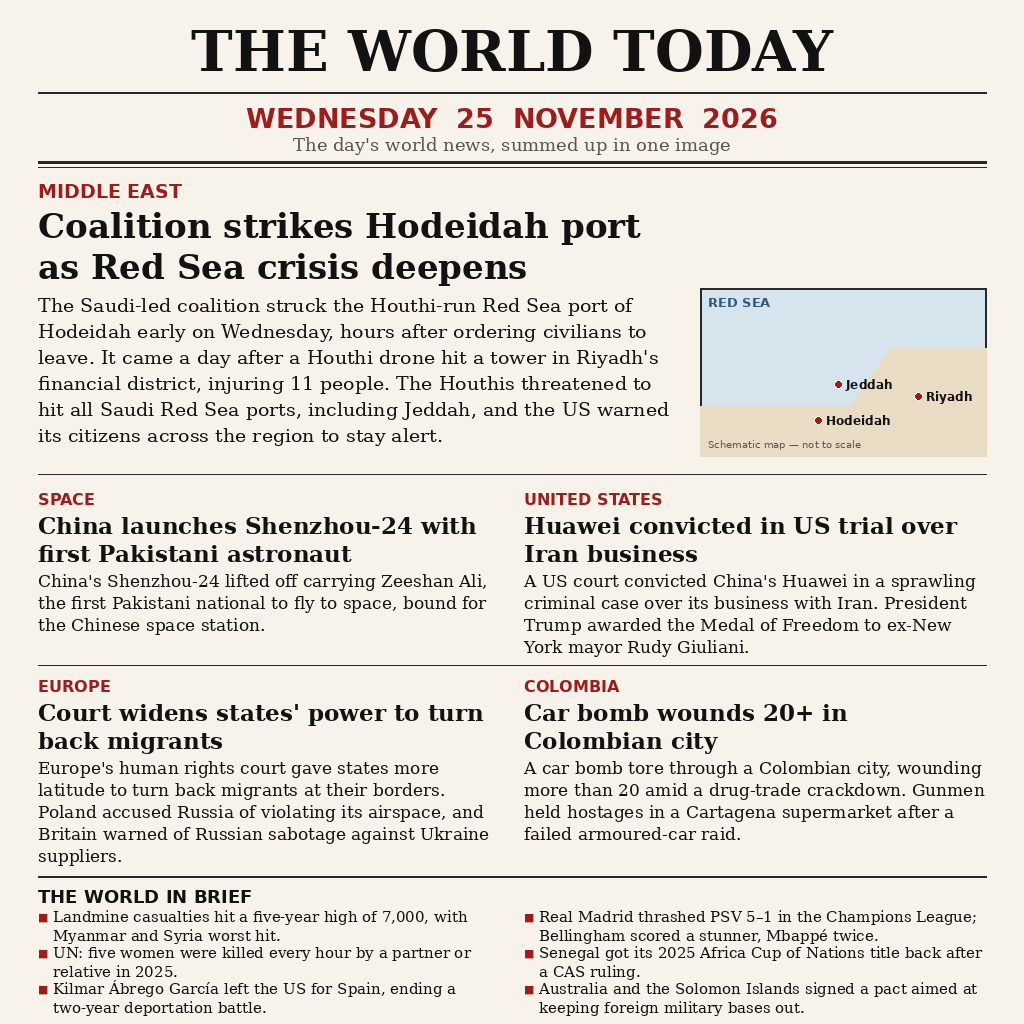 THE WORLD TODAY
WEDNESDAY 25 NOVEMBER 2026
The day's world news, summed up in one image
MIDDLE EAST
Coalition strikes Hodeidah port
as Red Sea crisis deepens
The Saudi-led coalition struck the Houthi-run Red Sea port of
Hodeidah early on Wednesday, hours after ordering civilians to
leave. It came a day after a Houthi drone hit a tower in Riyadh's
financial district, injuring 11 people. The Houthis threatened to
hit all Saudi Red Sea ports, including Jeddah, and the US warned
its citizens across the region to stay alert.
RED SEA
Jeddah
Riyadh
Hodeidah
Schematic map — not to scale
SPACE
China launches Shenzhou-24 with
first Pakistani astronaut
China's Shenzhou-24 lifted off carrying Zeeshan Ali,
the first Pakistani national to fly to space, bound for
the Chinese space station.
UNITED STATES
Huawei convicted in US trial over
Iran business
A US court convicted China's Huawei in a sprawling
criminal case over its business with Iran. President
Trump awarded the Medal of Freedom to ex-New
York mayor Rudy Giuliani.
EUROPE
Court widens states' power to turn
back migrants
Europe's human rights court gave states more
latitude to turn back migrants at their borders.
Poland accused Russia of violating its airspace, and
Britain warned of Russian sabotage against Ukraine
suppliers.
COLOMBIA
Car bomb wounds 20+ in
Colombian city
A car bomb tore through a Colombian city, wounding
more than 20 amid a drug-trade crackdown. Gunmen
held hostages in a Cartagena supermarket after a
failed armoured-car raid.
THE WORLD IN BRIEF
■ Landmine casualties hit a five-year high of 7,000, with
Myanmar and Syria worst hit.
■ UN: five women were killed every hour by a partner or
relative in 2025.
■ Kilmar Ábrego García left the US for Spain, ending a
two-year deportation battle.
■ Real Madrid thrashed PSV 5–1 in the Champions League;
Bellingham scored a stunner, Mbappé twice.
■ Senegal got its 2025 Africa Cup of Nations title back after
a CAS ruling.
■ Australia and the Solomon Islands signed a pact aimed at
keeping foreign military bases out.